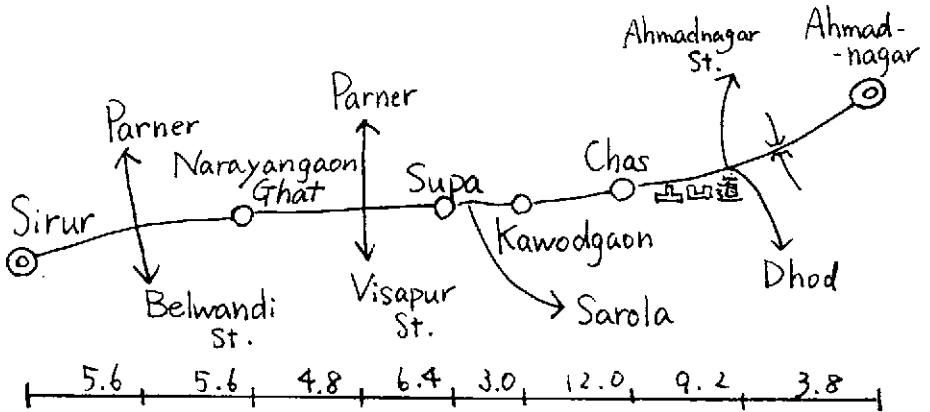 Ahmadnagar
St.
Ahmad-
-nagar
Parner
Parner
Narayangaon
Ghat
Supa
Chas
Sirur
Kawodgaon
Belwandi
St.
Visapur
St.
Sarola
Dhod
5.6 5.6 4.8 6.4 3.0 12.0 9.2 3.8